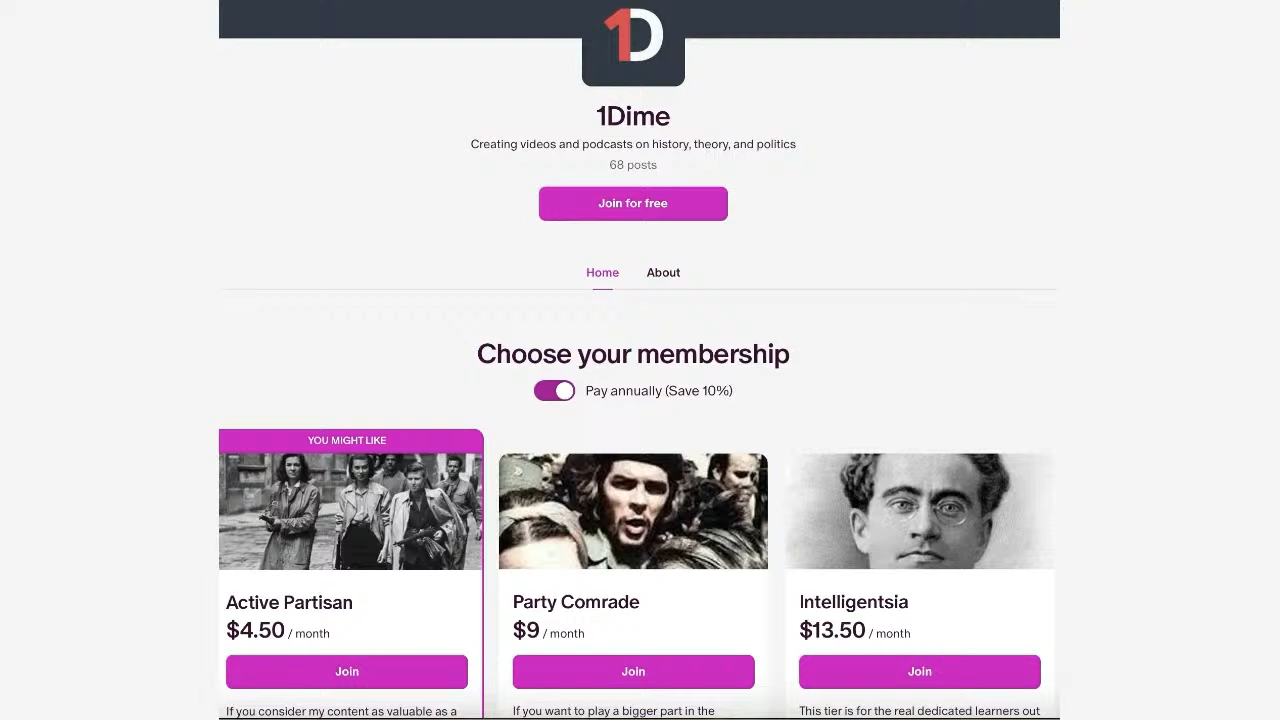 1D
1Dime
Creating videos and podcasts on history, theory, and politics
68 posts
Join for free
Home About
Choose your membership
Pay annually (Save 10%)
YOU MIGHT LIKE
Active Partisan
$4.50 / month
Join
If you consider my content as valuable as a
Party Comrade
$9 / month
Join
If you want to play a bigger part in the
Intelligentsia
$13.50 / month
Join
This tier is for the real dedicated learners out